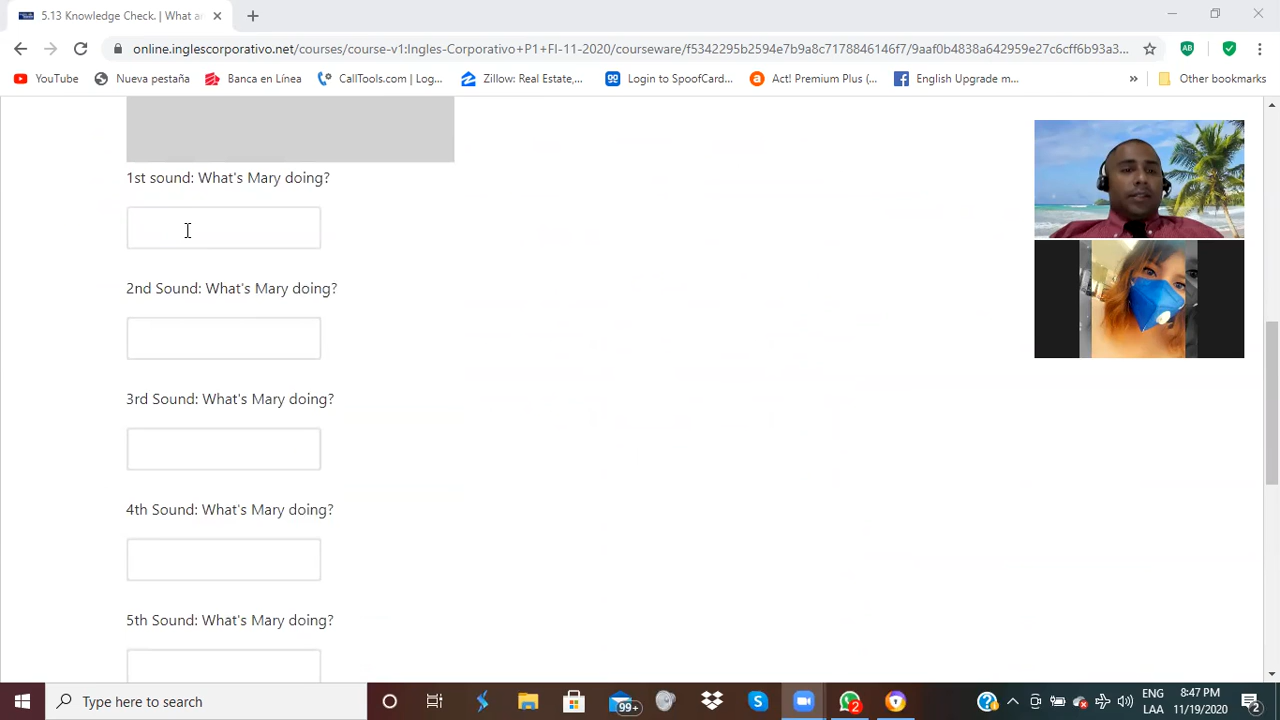 5.13 Knowledge Check. | What a
online.inglescorporativo.net/courses/course-v1:Ingles-Corporativo+P1+FI-11-2020/courseware/f5342295b2594e7b9a8c7178846146f7/9aaf0b4838a642959e27c6cff6b93a3...
YouTube
Nueva pestaña
Banca en Línea
CallTools.com | Log...
Zillow: Real Estate,...
Login to SpoofCard...
Act! Premium Plus (...
English Upgrade m...
»
Other bookmarks
1st sound: What's Mary doing?
2nd Sound: What's Mary doing?
3rd Sound: What's Mary doing?
4th Sound: What's Mary doing?
5th Sound: What's Mary doing?
Type here to search
99+
2
ENG
LAA
8:47 PM
11/19/2020
2